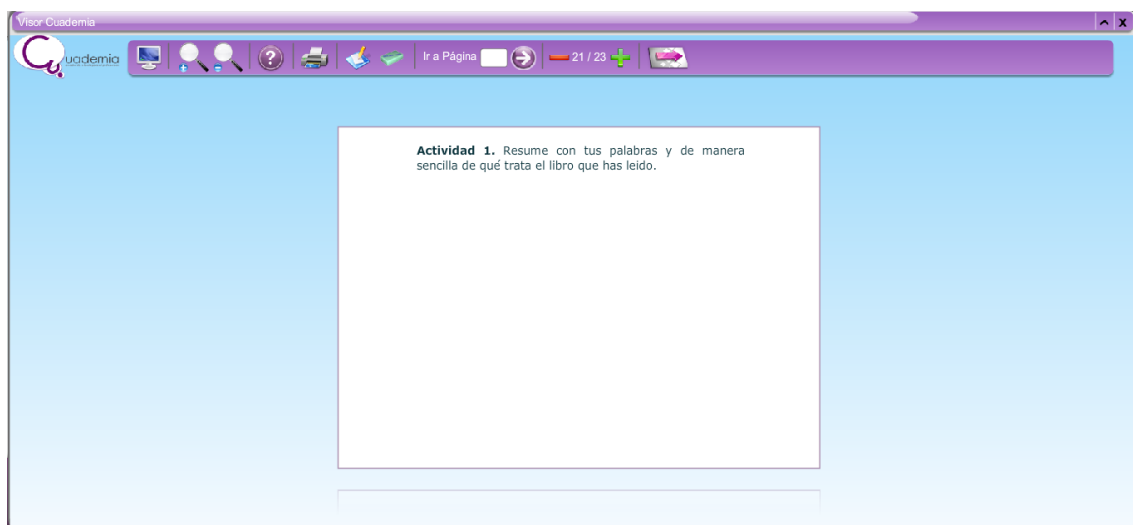 Visor Cuademia
x
Cuademia
Ir a Página
21 / 23
Actividad 1. Resume con tus palabras y de manera
sencilla de qué trata el libro que has leido.